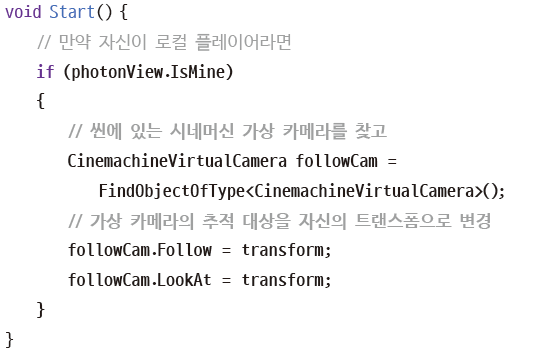 void Start() {
// 만약 자신이 로컬 플레이어라면
if (photonView.IsMine)
{
// 씬에 있는 시네머신 가상 카메라를 찾고
CinemachineVirtualCamera followCam =
FindObjectOfType<CinemachineVirtualCamera>();
// 가상 카메라의 추적 대상을 자신의 트랜스폼으로 변경
followCam.Follow = transform;
followCam.LookAt = transform;
}
}